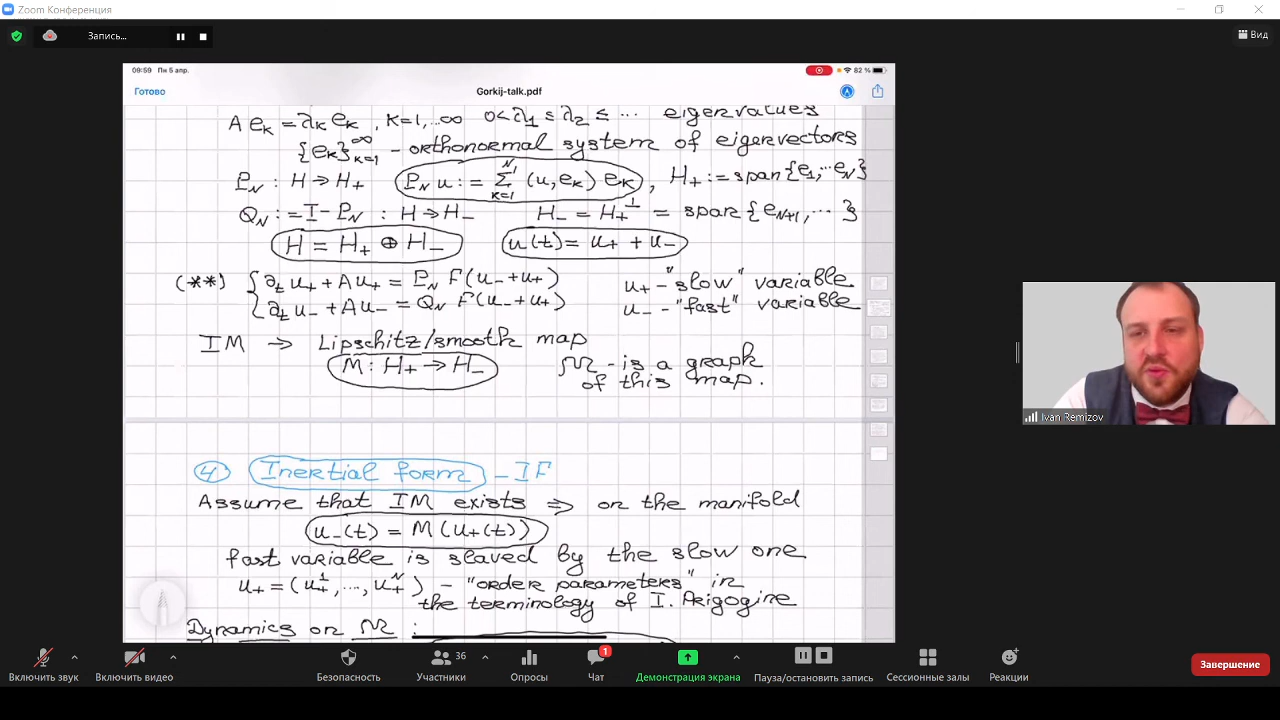 Zoom Конференция
Запись...
Вид
09:59 Пн 5 апр.
82 %
Готово
Gorkij-talk.pdf
A e_k = λ_k e_k, k=1,...∞ 0<λ_1 ≤ λ_2 ≤ ... eigenvalues
{e_k}_{k=1}^∞ - orthonormal system of eigenvectors
P_N : H → H_+ P_N u := Σ_{k=1}^N (u, e_k) e_k, H_+ := span{e_1,...e_N}
Q_N := I - P_N : H → H_- H_- = H_+^⊥ = span{e_{N+1}, ...}
H = H_+ ⊕ H_- u(t) = u_+ + u_-
(**) { ∂_t u_+ + A u_+ = P_N F(u_- + u_+) u_+ - "slow" variable
∂_t u_- + A u_- = Q_N F(u_- + u_+) u_- - "fast" variable
IM → Lipschitz/smooth map
M : H_+ → H_- 𝓜 - is a graph
of this map.
Ivan Remizov
④ Inertial form - IF
Assume that IM exists ⇒ on the manifold
u_-(t) = M(u_+(t))
fast variable is slaved by the slow one
u_+ = (u_+^1, ..., u_+^N) - "order parameters" in
the terminology of I. Prigogine
Dynamics on 𝓜 :
Включить звук
Включить видео
Безопасность
36
Участники
Опросы
1
Чат
Демонстрация экрана
Пауза/остановить запись
Сессионные залы
Реакции
Завершение